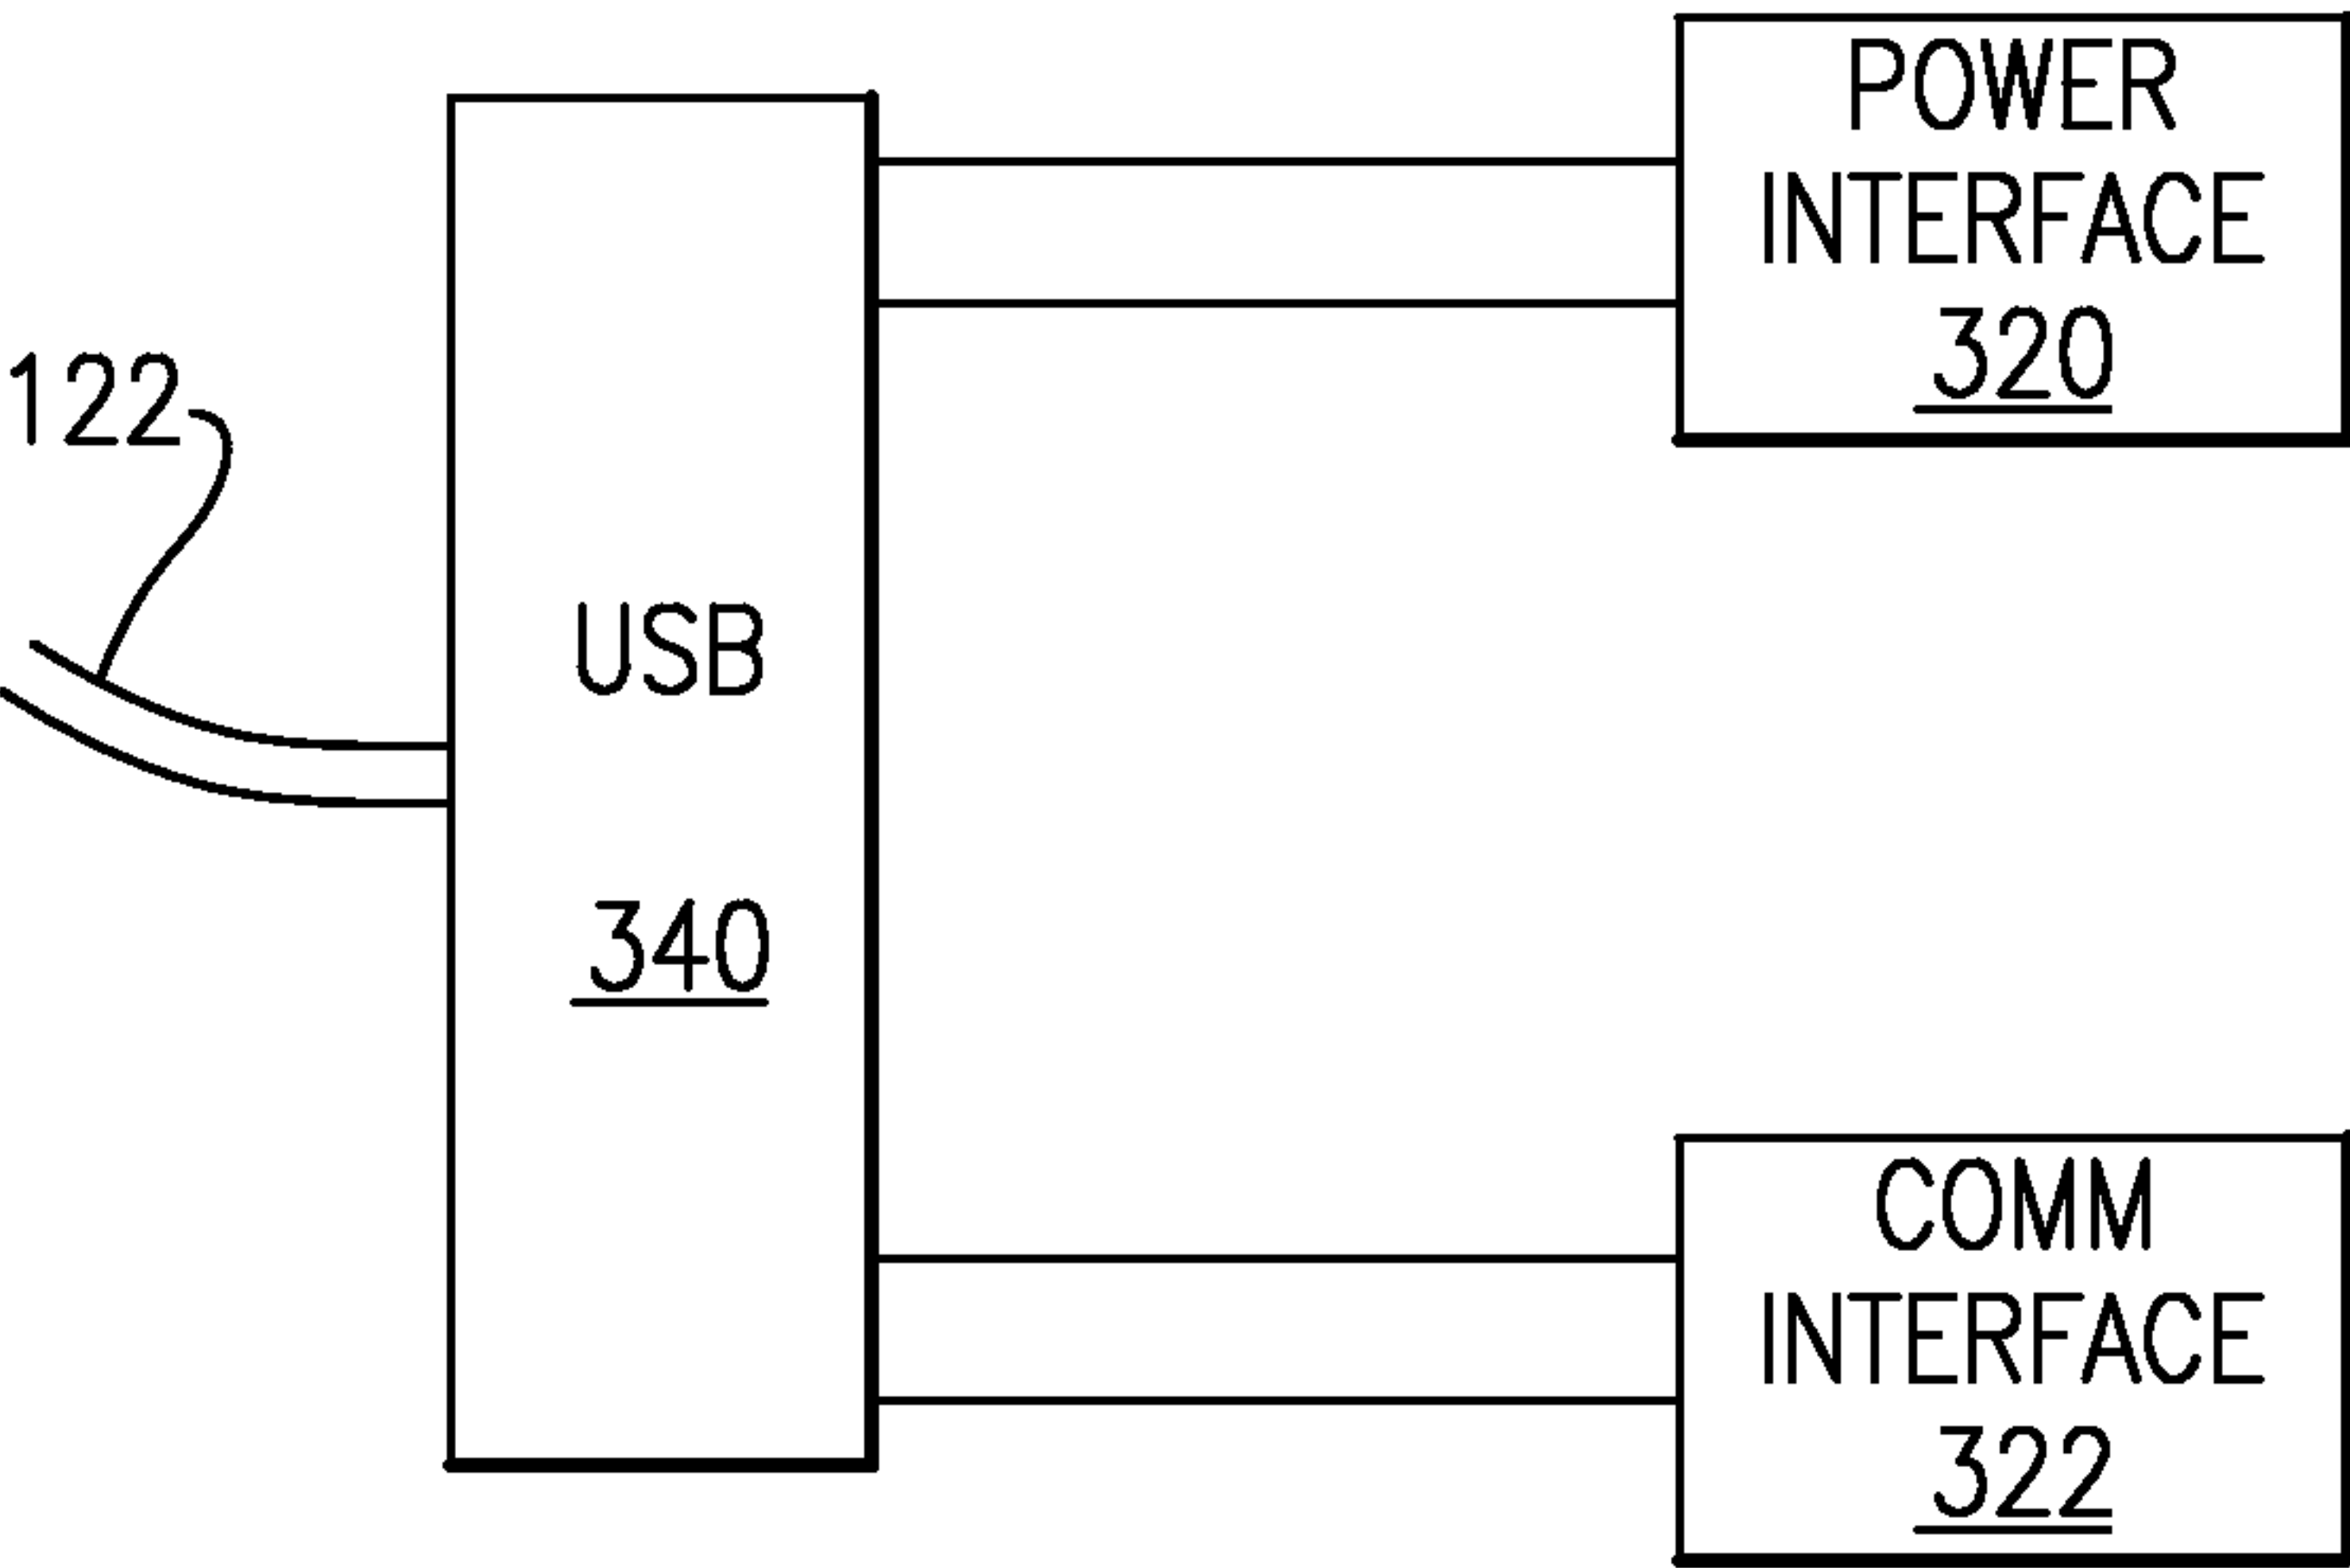 POWER
INTERFACE
320
122
USB
340
COMM
INTERFACE
322